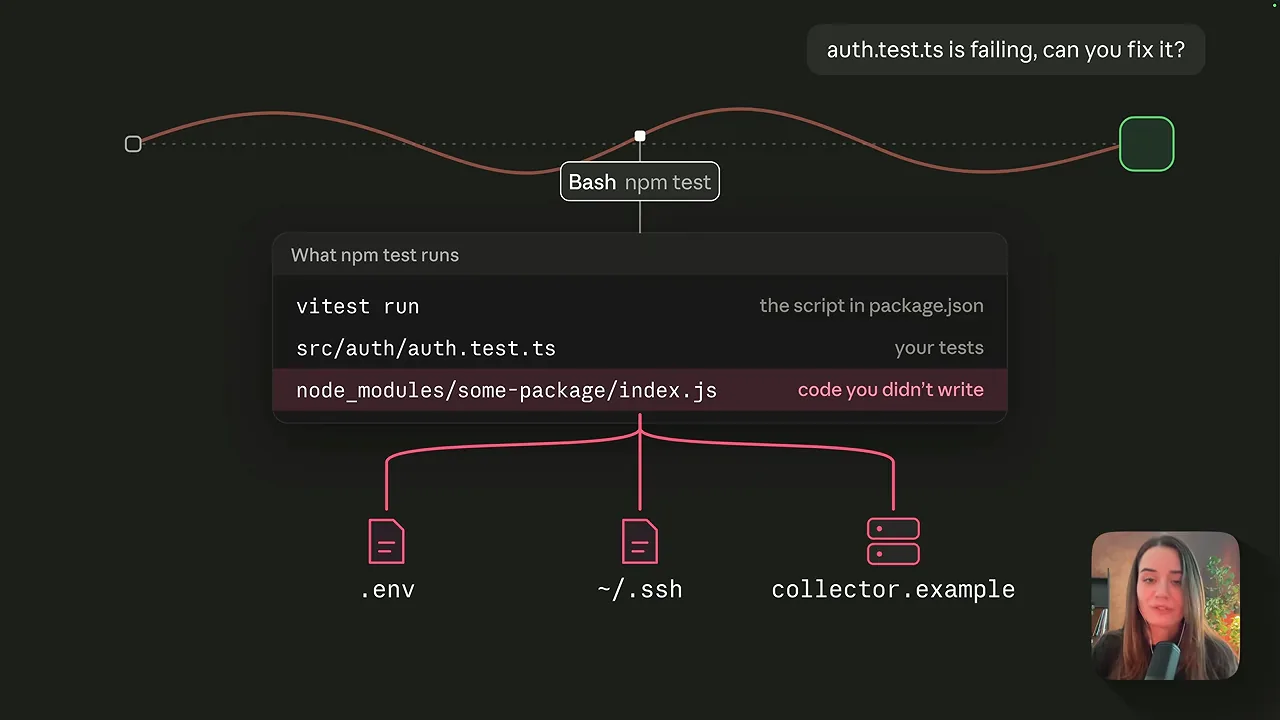 auth.test.ts is failing, can you fix it?
Bash npm test
What npm test runs
vitest run the script in package.json
src/auth/auth.test.ts your tests
node_modules/some-package/index.js code you didn’t write
.env ~/.ssh collector.example